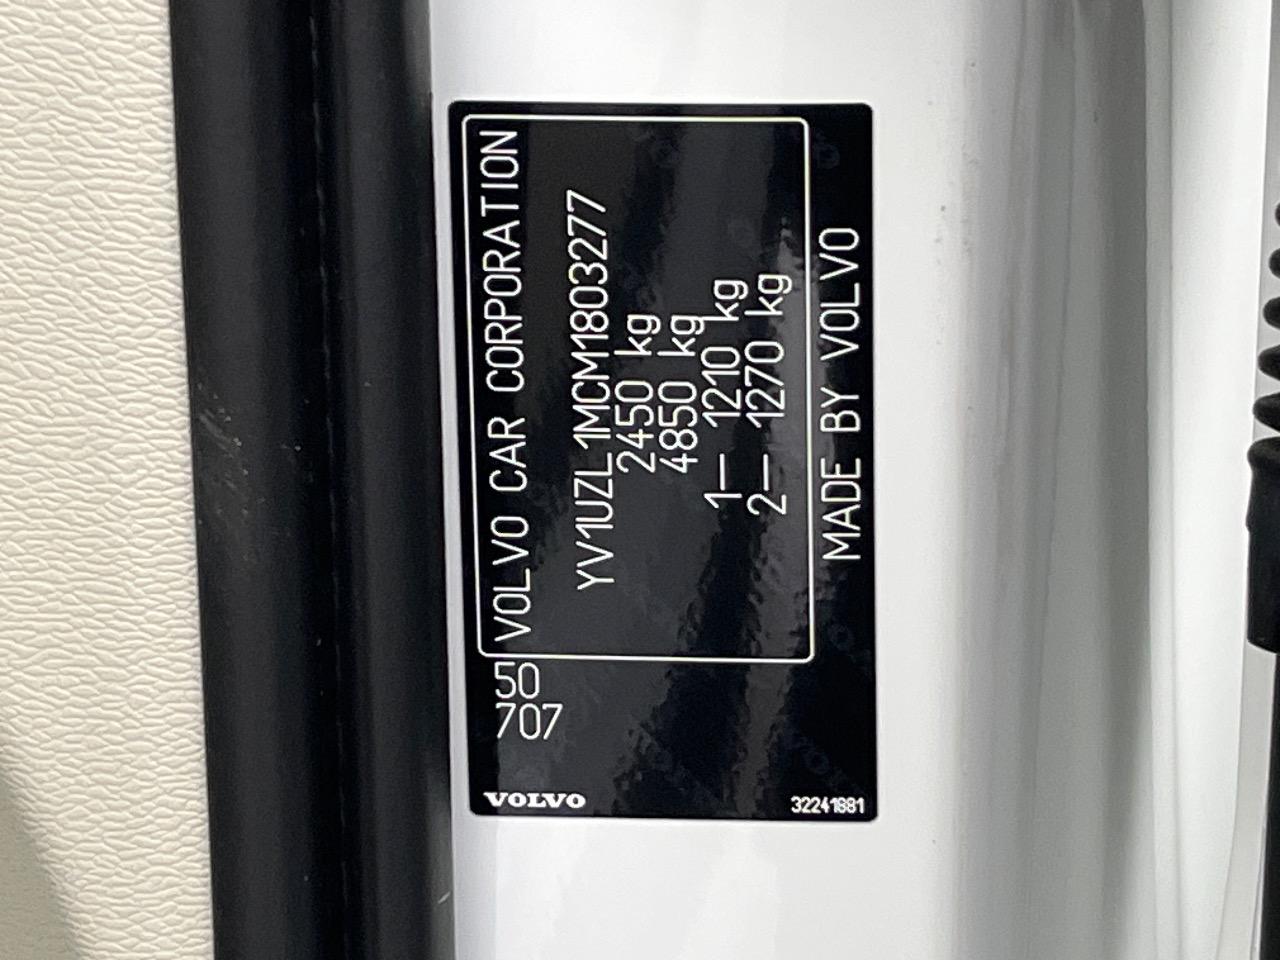 VOLVO CAR CORPORATION
YV1UZL1MCM1803277
2450 kg
4850 kg
1— 1210 kg
2— 1270 kg
MADE BY VOLVO
50
707
VOLVO
32241881